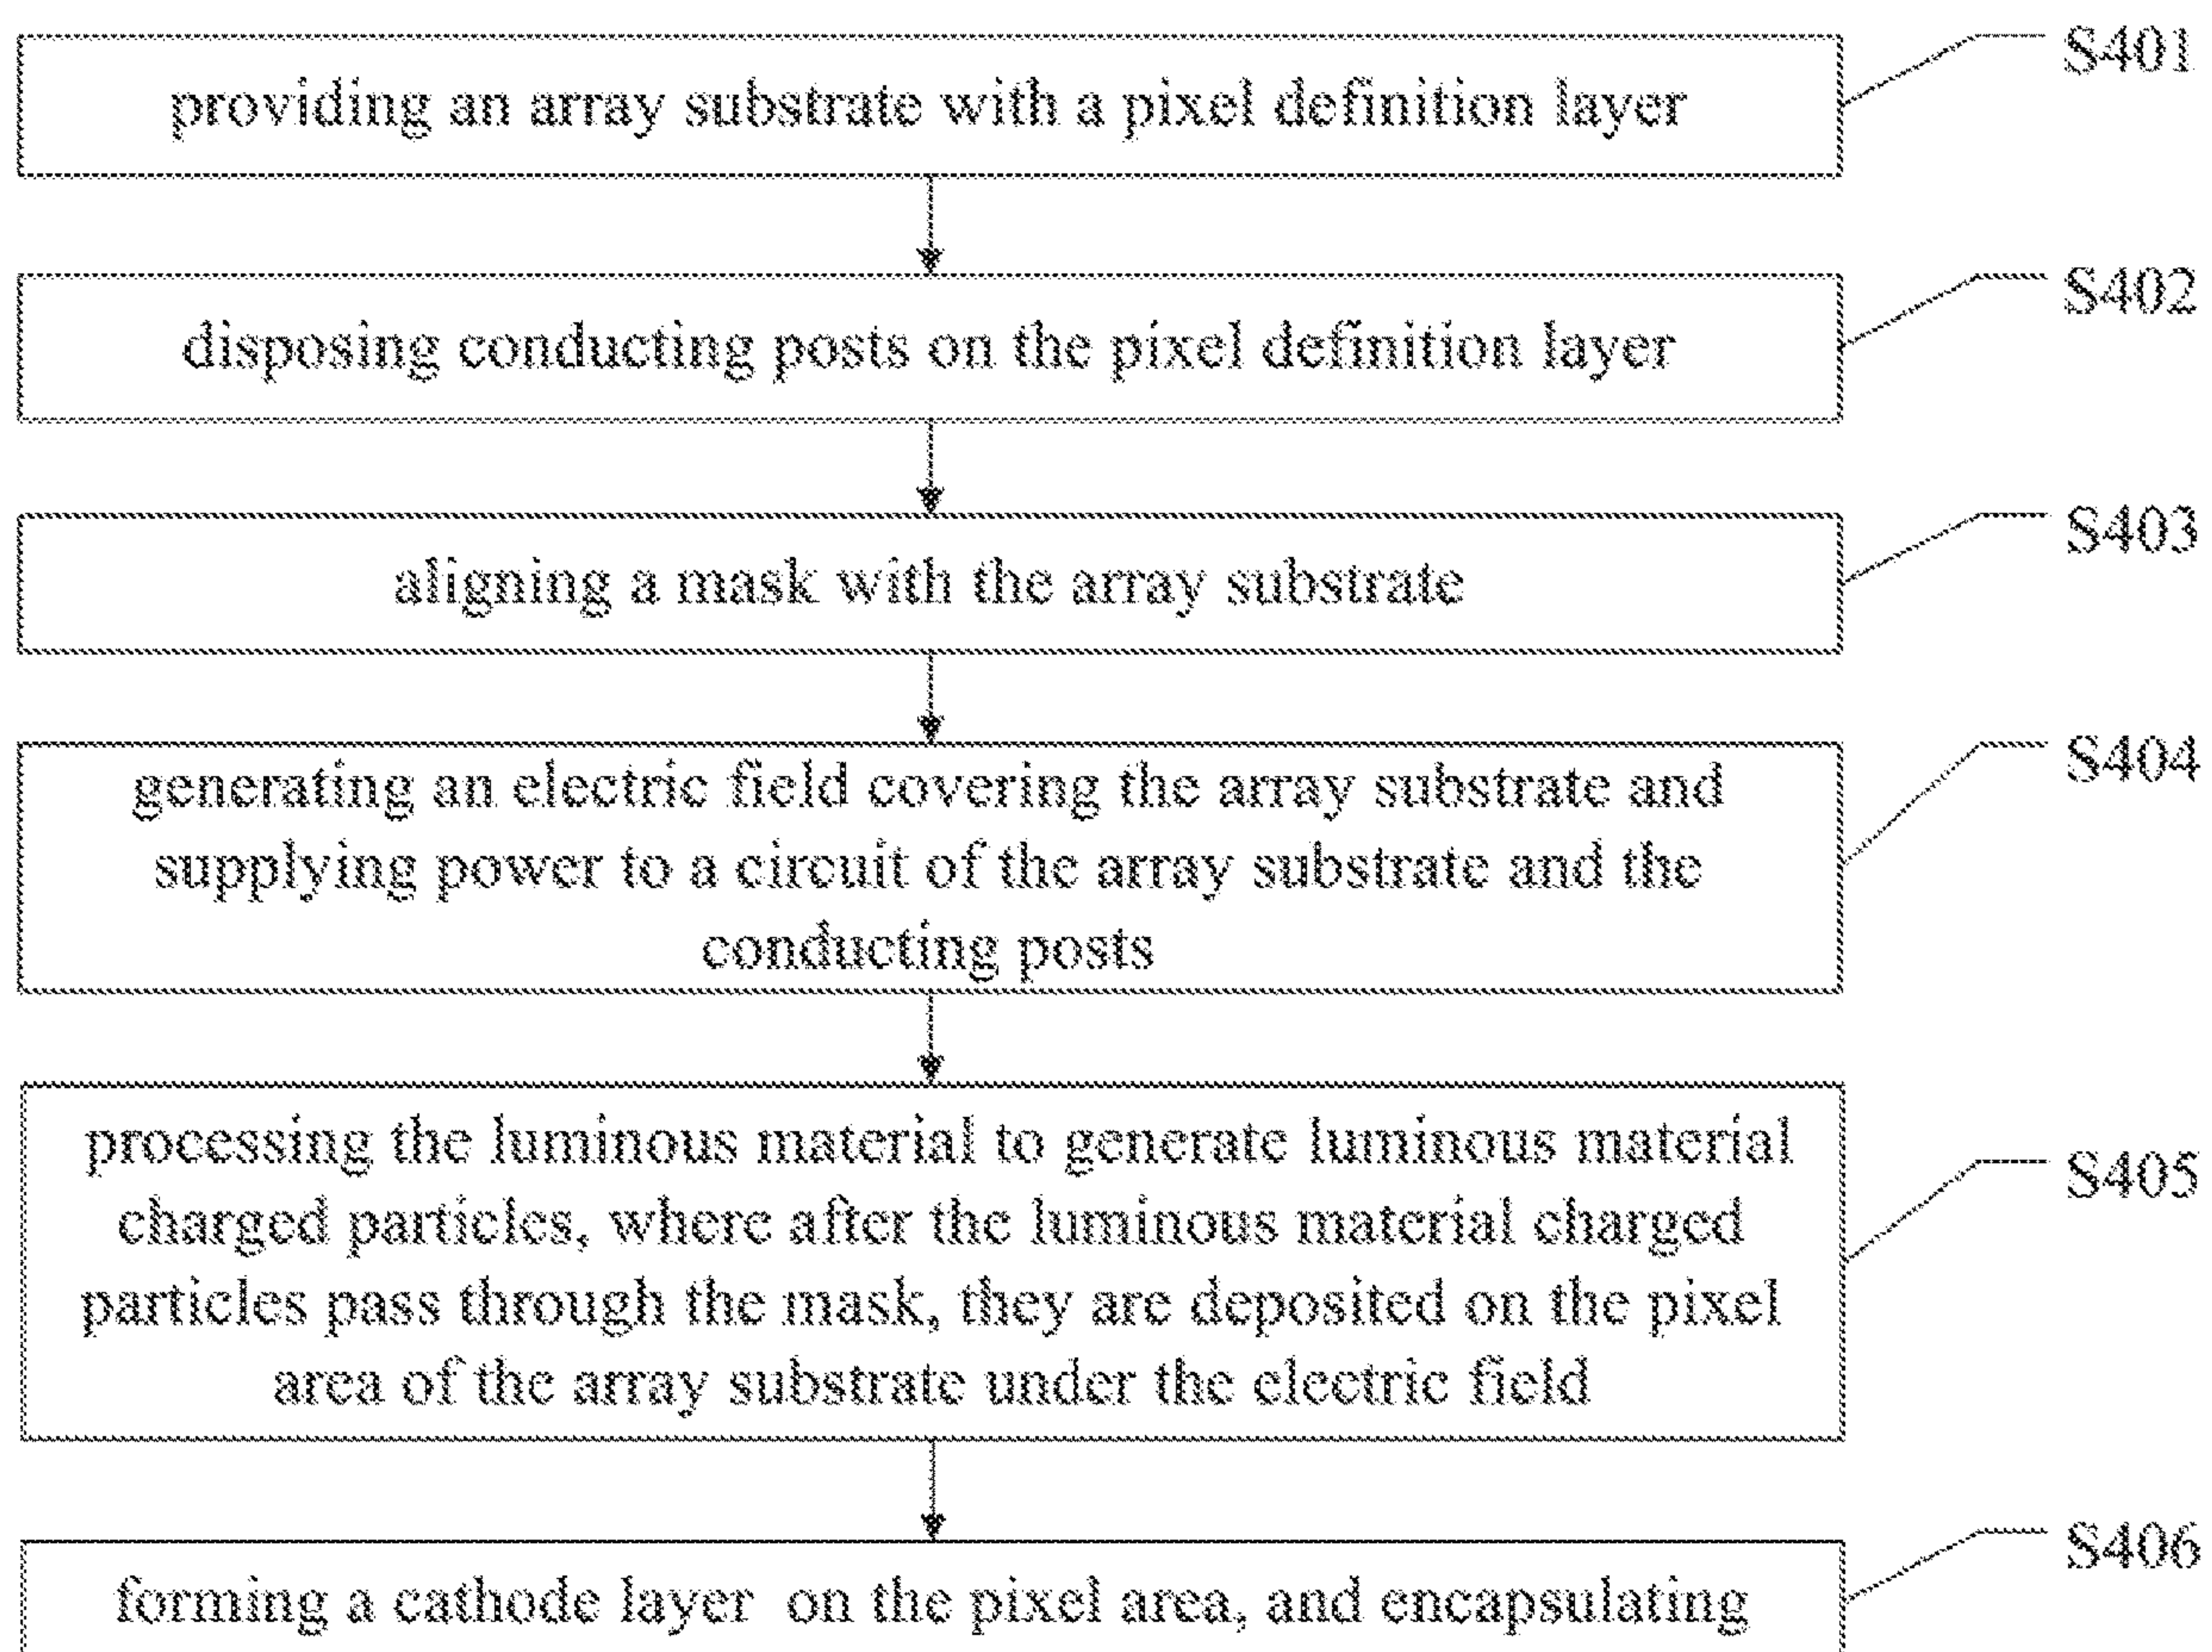 S401
providing an array substrate with a pixel definition layer
S402
disposing conducting posts on the pixel definition layer
S403
aligning a mask with the array substrate
S404
generating an electric field covering the array substrate and
supplying power to a circuit of the array substrate and the
conducting posts
S405
processing the luminous material to generate luminous material
charged particles, where after the luminous material charged
particles pass through the mask, they are deposited on the pixel
area of the array substrate under the electric field
S406
forming a cathode layer on the pixel area, and encapsulating